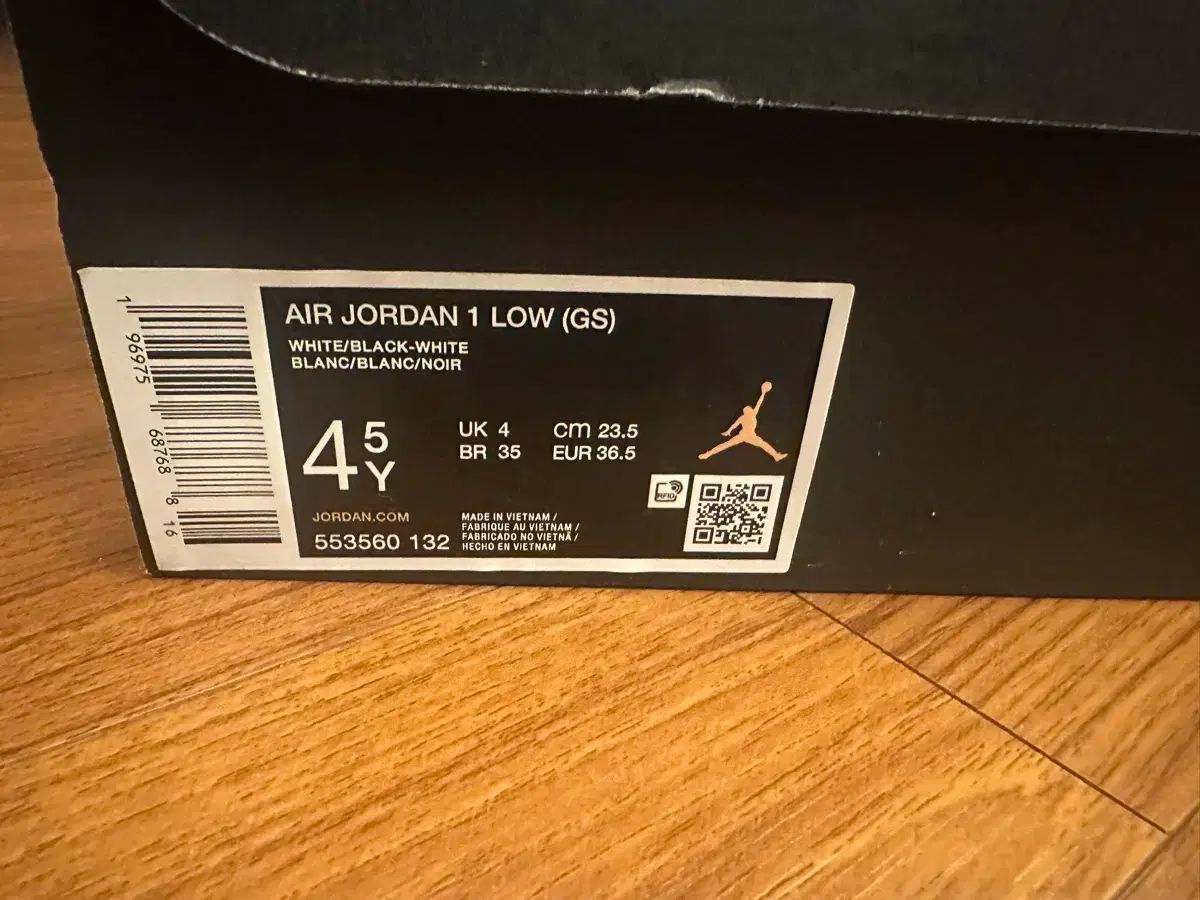 AIR JORDAN 1 LOW (GS)
WHITE/BLACK-WHITE
BLANC/BLANC/NOIR
4 5 Y
UK 4 CM 23.5
BR 35 EUR 36.5
RFID
JORDAN.COM
553560 132
MADE IN VIETNAM /
FABRIQUE AU VIETNAM /
FABRICADO NO VIETNÃ /
HECHO EN VIETNAM
1 96975 68768 8 16